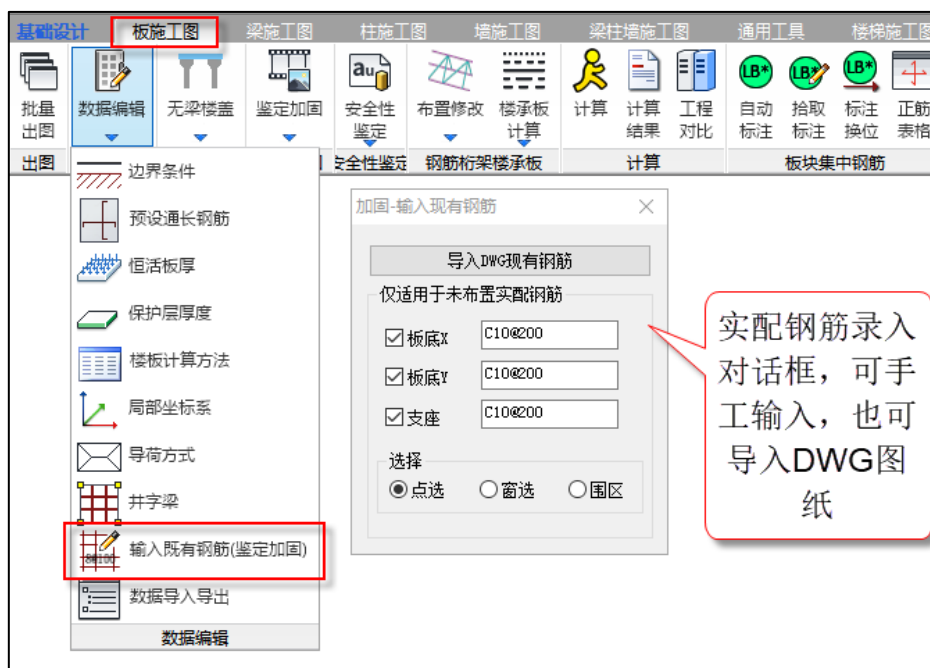 基础设计 板施工图 梁施工图 柱施工图 墙施工图 梁柱墙施工图 通用工具 楼梯施工图
批量出图 数据编辑 无梁楼盖 鉴定加固 安全性鉴定 布置修改 楼承板计算 计算 计算结果 工程对比 自动标注 拾取标注 标注换位 正筋表格
出图 安全性鉴定 钢筋桁架楼承板 计算 板块集中钢筋
边界条件
预设通长钢筋
恒活板厚
保护层厚度
楼板计算方法
局部坐标系
导荷方式
井字梁
输入既有钢筋(鉴定加固)
数据导入导出
数据编辑
加固-输入现有钢筋
导入DWG现有钢筋
仅适用于未布置实配钢筋
板底X C10@200
板底Y C10@200
支座 C10@200
选择
点选 窗选 围区
实配钢筋录入
对话框，可手
工输入，也可
导入DWG图
纸